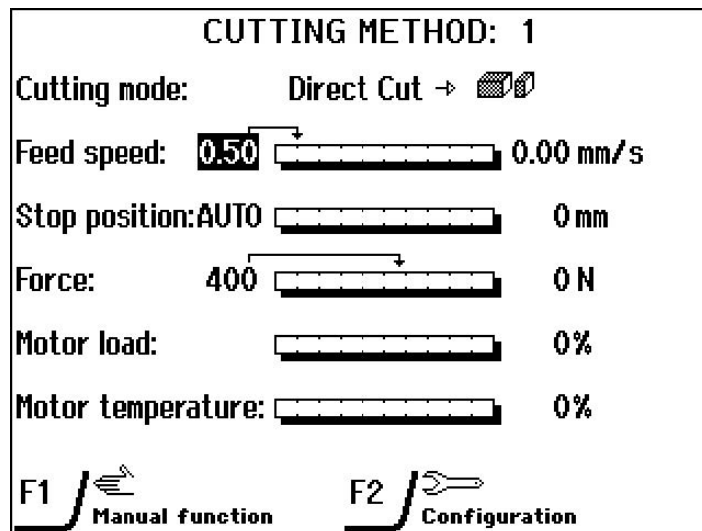 CUTTING METHOD: 1
Cutting mode: Direct Cut
Feed speed: 0.50 0.00 mm/s
Stop position:AUTO 0 mm
Force: 400 0 N
Motor load: 0%
Motor temperature: 0%
F1 Manual function F2 Configuration